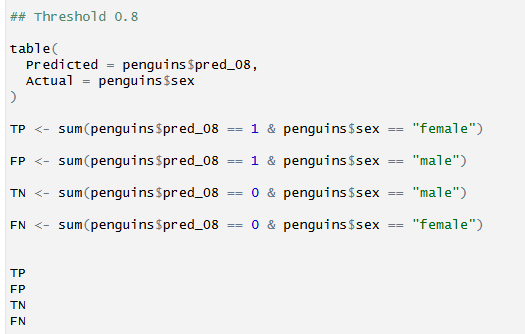 ## Threshold 0.8
table(
  Predicted = penguins$pred_08,
  Actual = penguins$sex
)
TP <- sum(penguins$pred_08 == 1 & penguins$sex == "female")
FP <- sum(penguins$pred_08 == 1 & penguins$sex == "male")
TN <- sum(penguins$pred_08 == 0 & penguins$sex == "male")
FN <- sum(penguins$pred_08 == 0 & penguins$sex == "female")
TP
FP
TN
FN